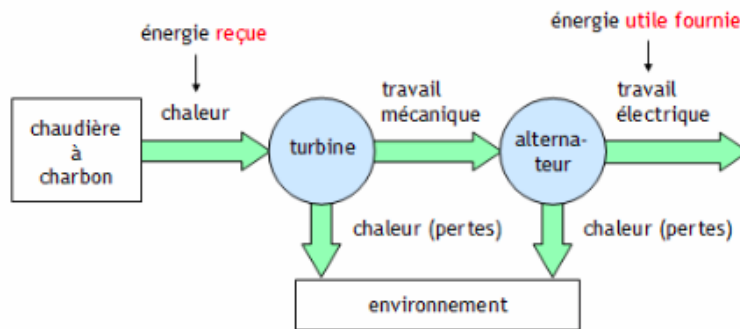 énergie reçue
énergie utile fournie
chaleur
travail
mécanique
travail
électrique
chaudière
à
charbon
turbine
alterna-
teur
chaleur (pertes)
chaleur (pertes)
environnement